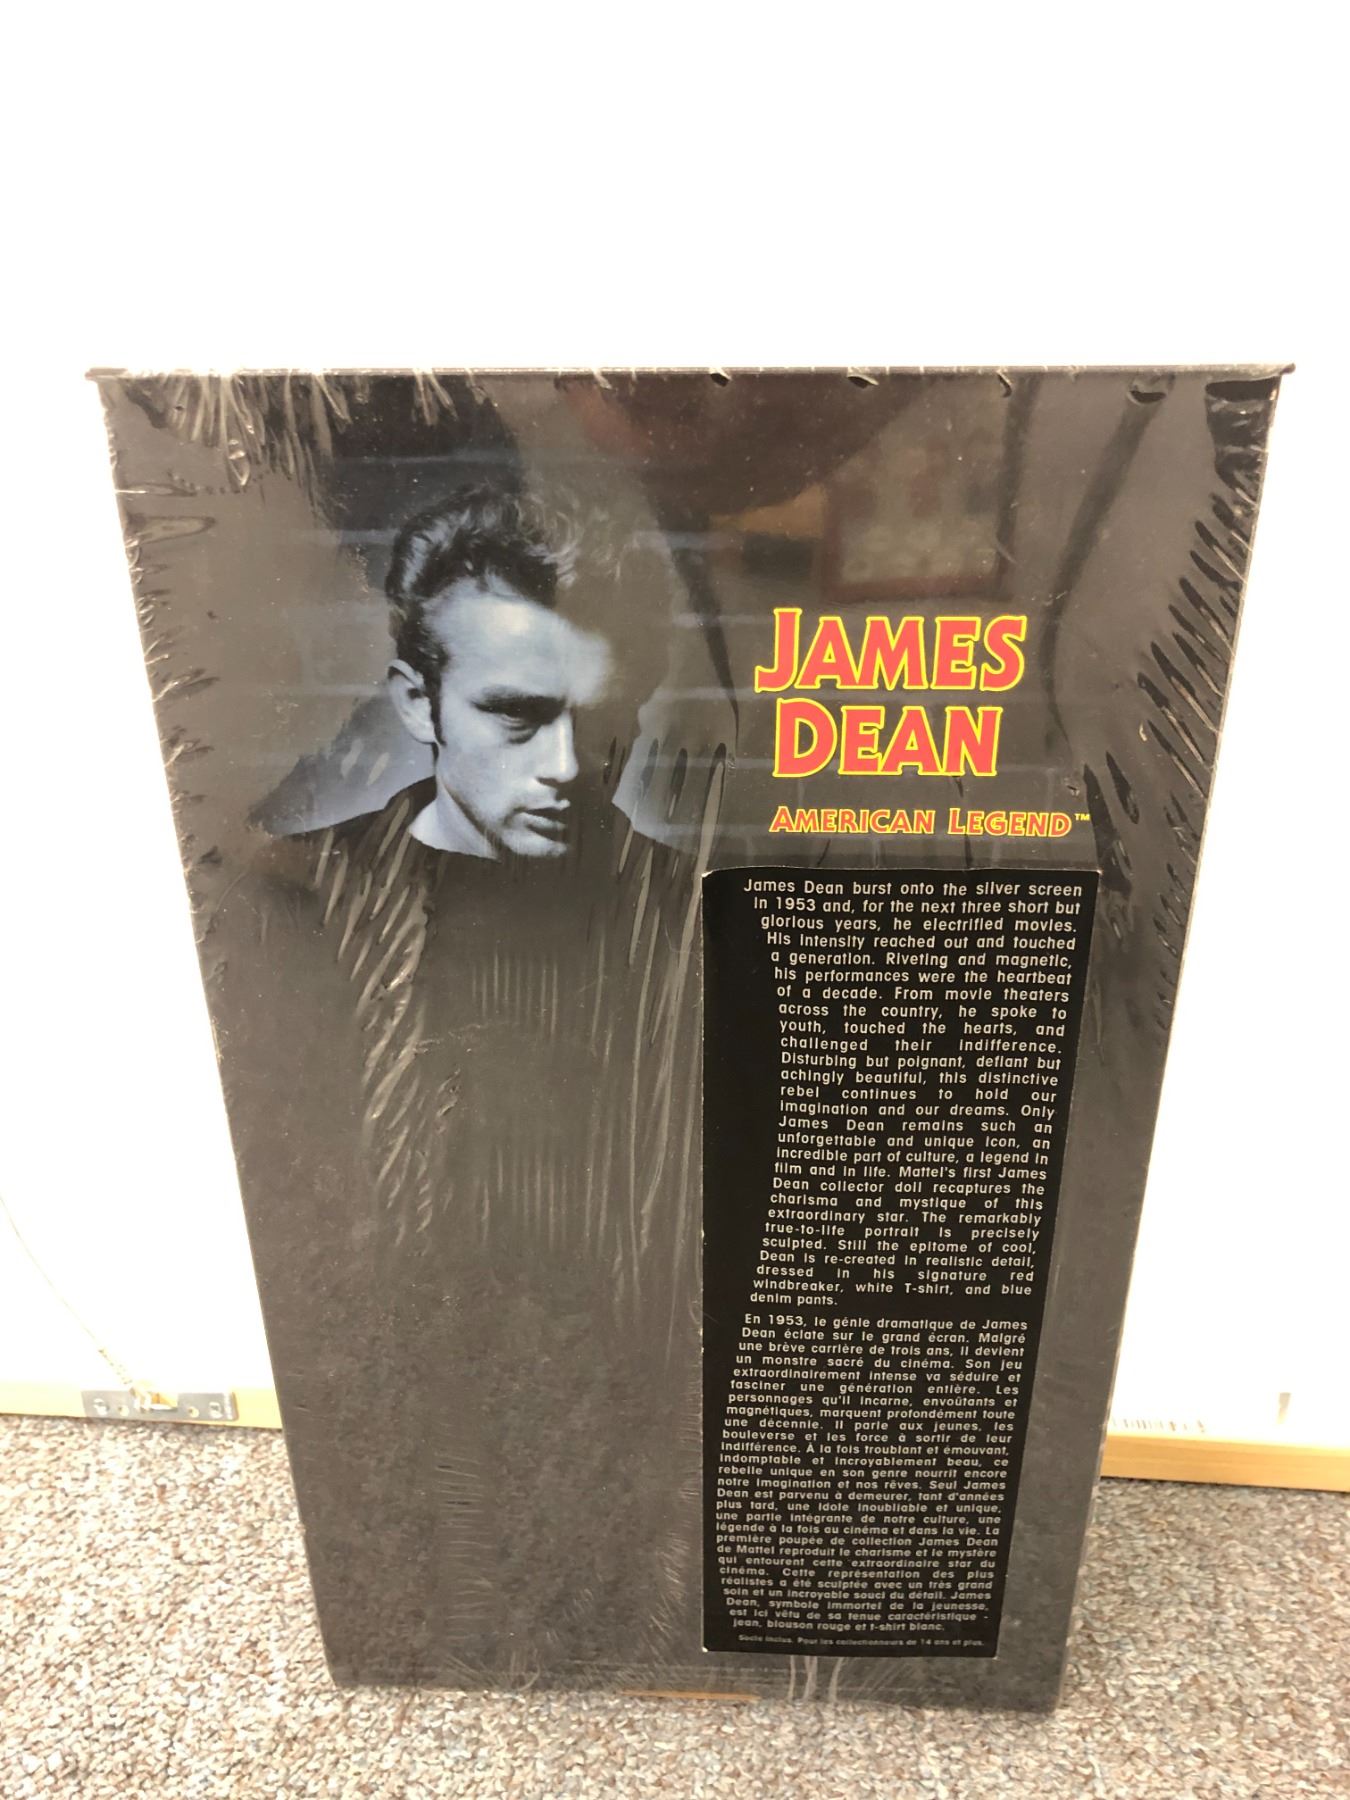 JAMES
DEAN
AMERICAN LEGEND™
James Dean burst onto the silver screen
in 1953 and, for the next three short but
glorious years, he electrified movies.
His intensity reached out and touched
a generation. Riveting and magnetic,
his performances were the heartbeat
of a decade. From movie theaters
across the country, he spoke to
youth, touched the hearts, and
challenged their indifference.
Disturbing but poignant, defiant but
achingly beautiful, this distinctive
rebel continues to hold our
imagination and our dreams. Only
James Dean remains such an
unforgettable and unique icon, an
incredible part of culture, a legend in
film and in life. Mattel's first James
Dean collector doll recaptures the
charisma and mystique of this
extraordinary star. The remarkably
true-to-life portrait is precisely
sculpted. Still the epitome of cool,
Dean is re-created in realistic detail,
dressed in his signature red
windbreaker, white T-shirt, and blue
denim pants.
En 1953, le génie dramatique de James
Dean éclate sur le grand écran. Malgré
une brève carrière de trois ans, il devient
un monstre sacré du cinéma. Son jeu
extraordinairement intense va séduire et
fasciner une génération entière. Les
personnages qu'il incarne, envoûtants et
magnétiques, marquent profondément toute
une décennie. Il parle aux jeunes, les
bouleverse et les force à sortir de leur
indifférence. À la fois troublant et émouvant,
indomptable et incroyablement beau, ce
rebelle unique en son genre nourrit encore
notre imagination et nos rêves. Seul James
Dean est parvenu à demeurer, tant d'années
plus tard, une idole inoubliable et unique,
une partie intégrante de notre culture, une
légende à la fois au cinéma et dans la vie. La
première poupée de collection James Dean
de Mattel reproduit le charisme et le mystère
qui entourent cette extraordinaire star du
cinéma. Cette représentation des plus
réalistes a été sculptée avec un très grand
soin et un incroyable souci du détail. James
Dean, symbole immortel de la jeunesse,
est ici vêtu de sa tenue caractéristique -
jean, blouson rouge et t-shirt blanc.
Socle inclus. Pour les collectionneurs de 14 ans et plus.